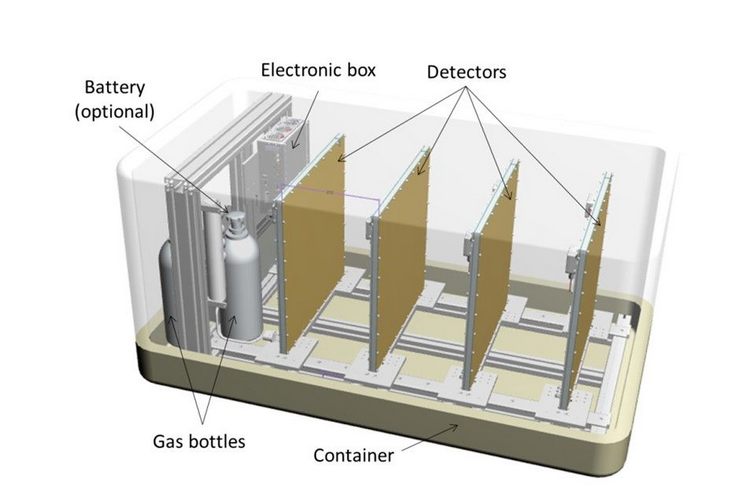 Electronic box
Detectors
Battery
(optional)
Gas bottles
Container